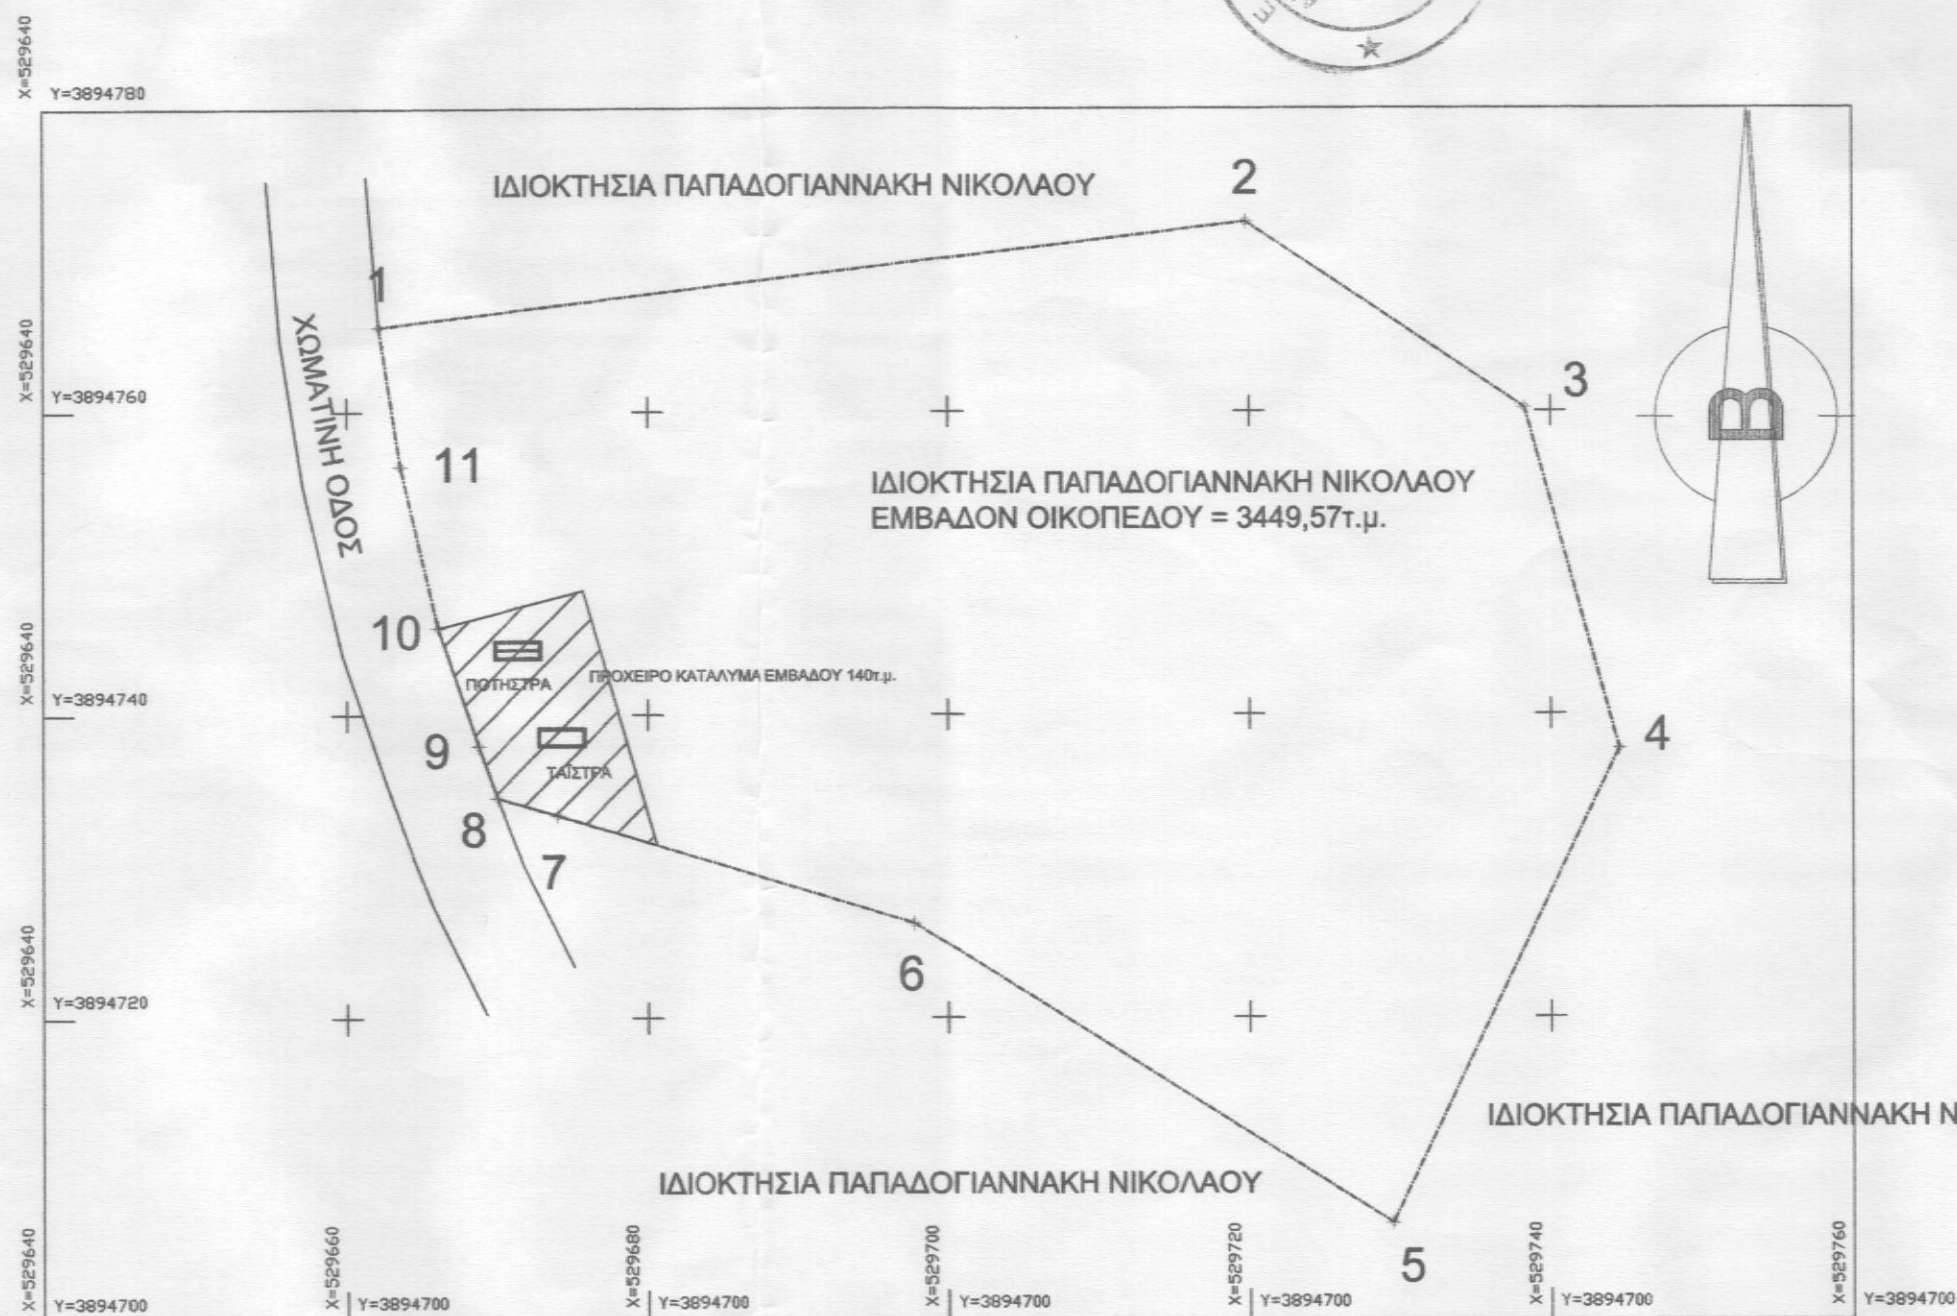 X=529640
Y=3894780
ΙΔΙΟΚΤΗΣΙΑ ΠΑΠΑΔΟΓΙΑΝΝΑΚΗ ΝΙΚΟΛΑΟΥ
2
1
ΧΩΜΑΤΙΝΗ ΟΔΟΣ
X=529640
Y=3894760
3
Β
11
ΙΔΙΟΚΤΗΣΙΑ ΠΑΠΑΔΟΓΙΑΝΝΑΚΗ ΝΙΚΟΛΑΟΥ
ΕΜΒΑΔΟΝ ΟΙΚΟΠΕΔΟΥ = 3449,57τ.μ.
10
ΠΟΤΗΣΤΡΑ
ΠΡΟΧΕΙΡΟ ΚΑΤΑΛΥΜΑ ΕΜΒΑΔΟΥ 140τ.μ.
X=529640
Y=3894740
4
9
ΤΑΪΣΤΡΑ
8
7
6
X=529640
Y=3894720
ΙΔΙΟΚΤΗΣΙΑ ΠΑΠΑΔΟΓΙΑΝΝΑΚΗ Ν
ΙΔΙΟΚΤΗΣΙΑ ΠΑΠΑΔΟΓΙΑΝΝΑΚΗ ΝΙΚΟΛΑΟΥ
5
X=529640
Y=3894700
X=529660
Y=3894700
X=529680
Y=3894700
X=529700
Y=3894700
X=529720
Y=3894700
X=529740
Y=3894700
X=529760
Y=3894700